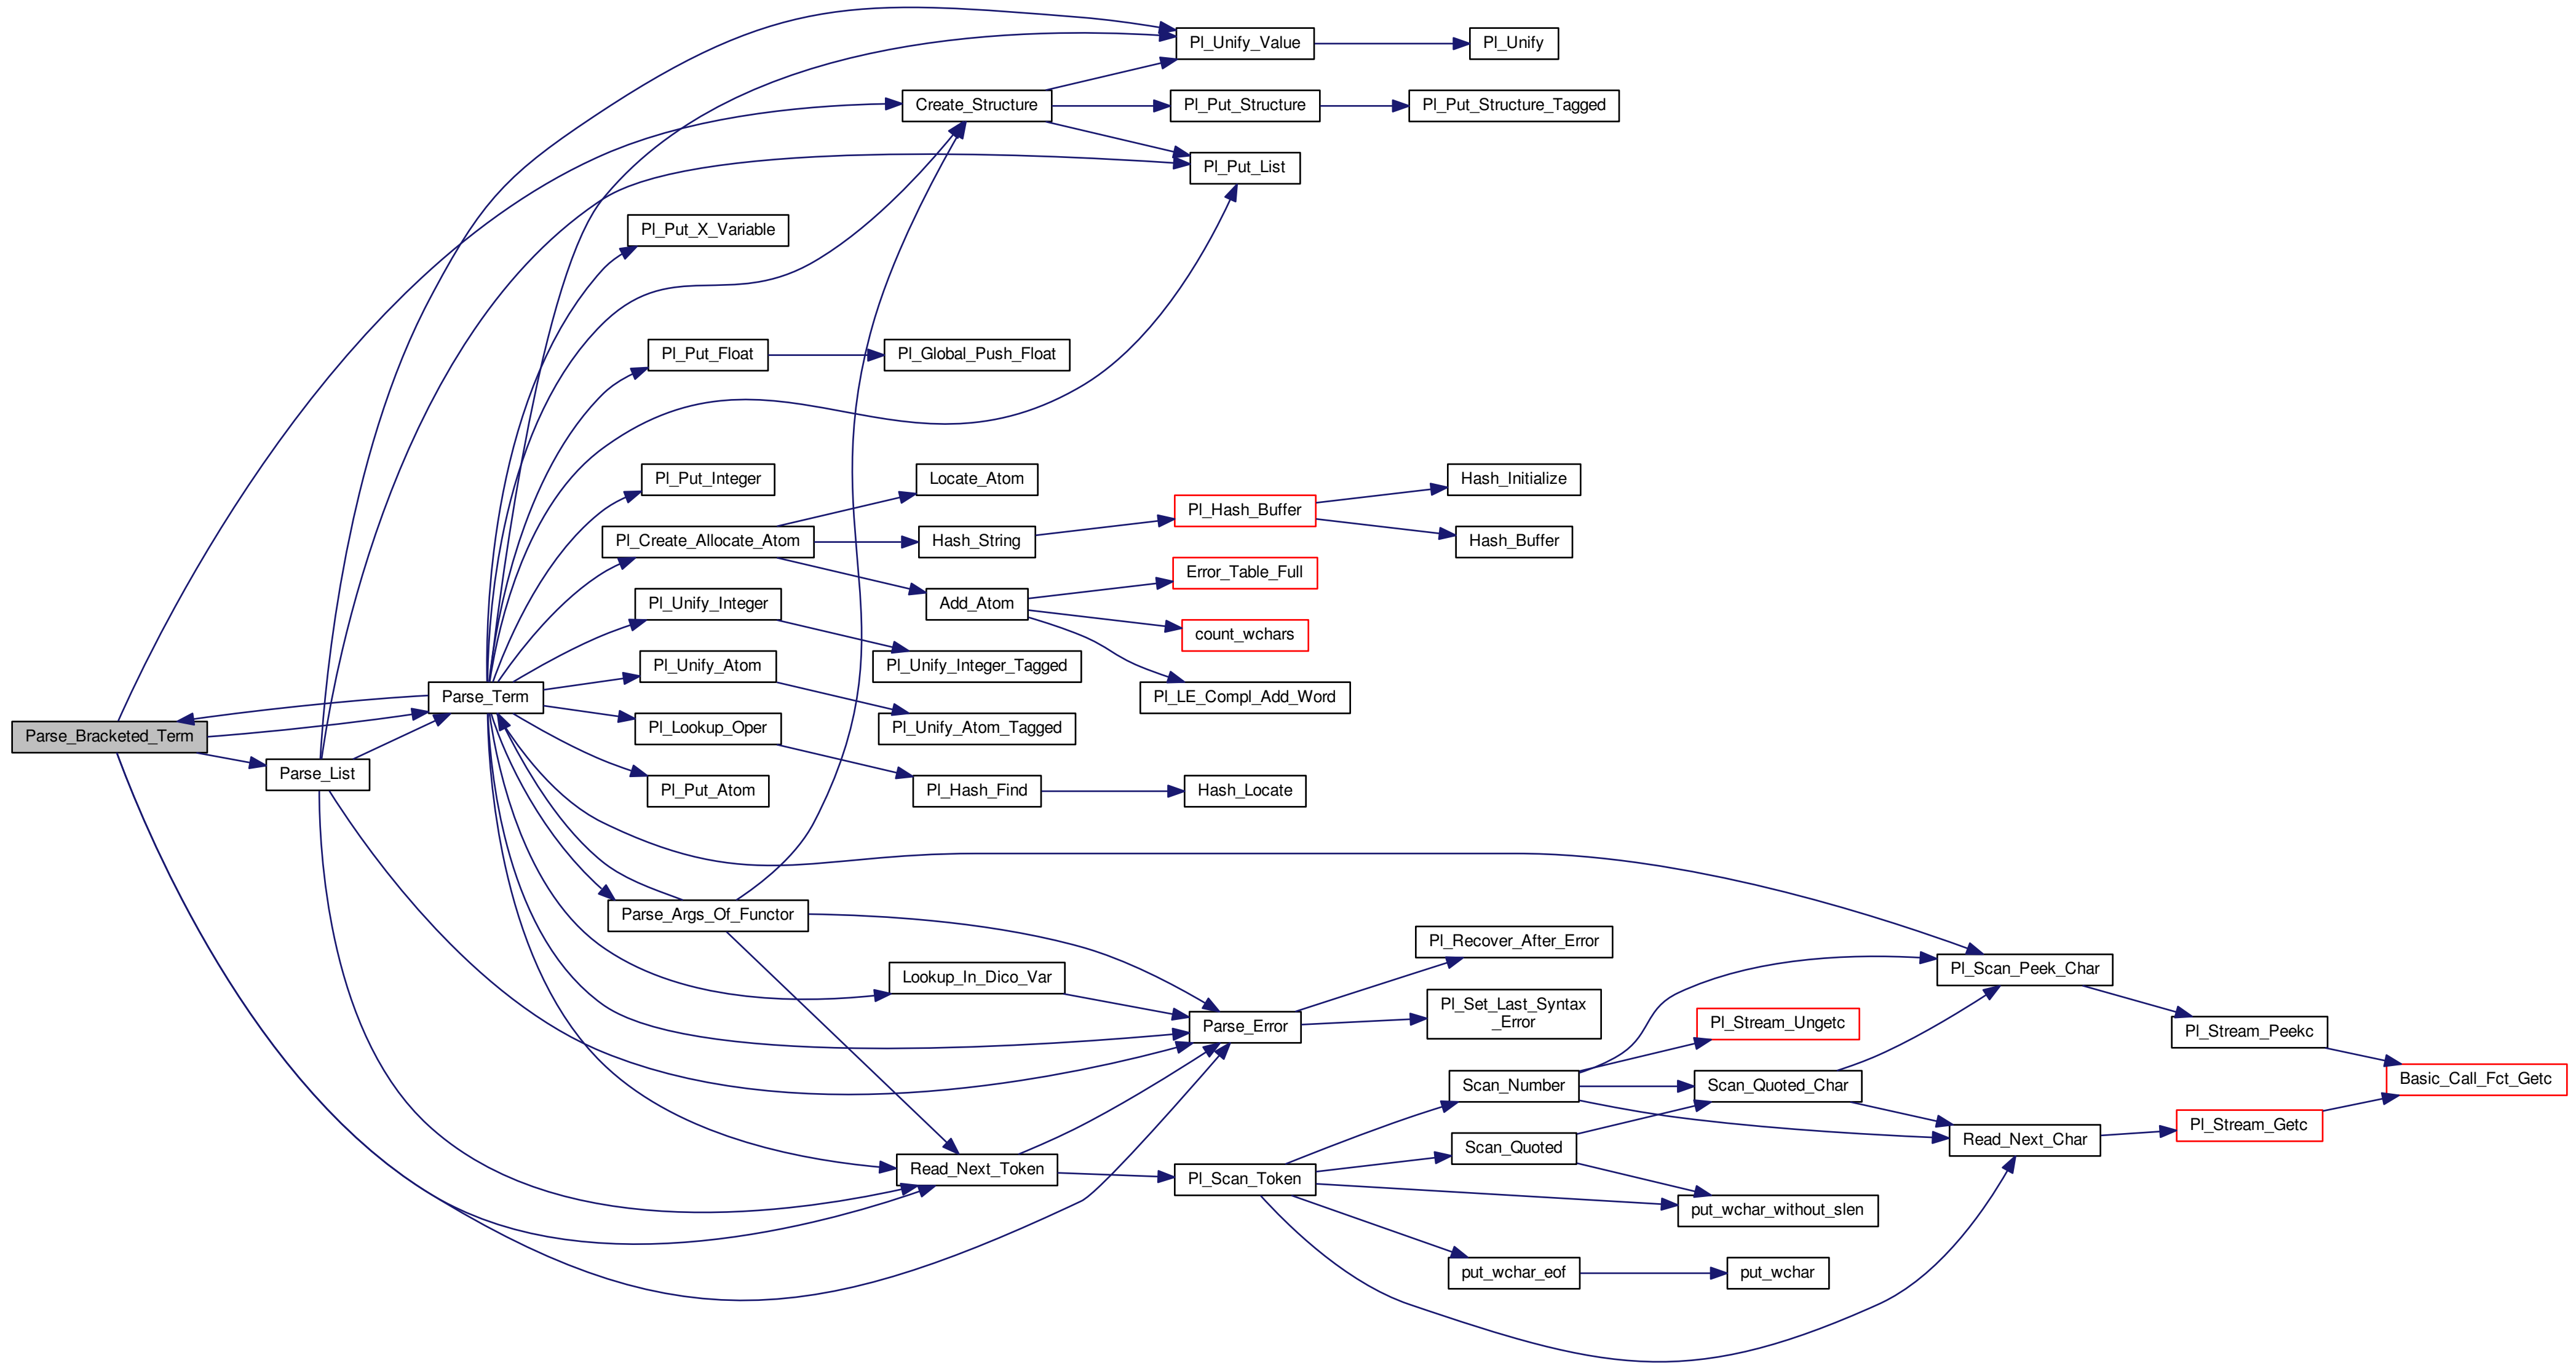 Pl_Unify_Value
Pl_Unify
Create_Structure
Pl_Put_Structure
Pl_Put_Structure_Tagged
Pl_Put_List
Pl_Put_X_Variable
Pl_Put_Float
Pl_Global_Push_Float
Pl_Put_Integer
Locate_Atom
Hash_Initialize
Pl_Hash_Buffer
Pl_Create_Allocate_Atom
Hash_String
Hash_Buffer
Error_Table_Full
Pl_Unify_Integer
Add_Atom
count_wchars
Pl_Unify_Atom
Pl_Unify_Integer_Tagged
Parse_Term
Pl_LE_Compl_Add_Word
Pl_Lookup_Oper
Pl_Unify_Atom_Tagged
Parse_Bracketed_Term
Parse_List
Pl_Put_Atom
Pl_Hash_Find
Hash_Locate
Parse_Args_Of_Functor
Pl_Recover_After_Error
Pl_Scan_Peek_Char
Lookup_In_Dico_Var
Pl_Set_Last_Syntax
_Error
Parse_Error
Pl_Stream_Ungetc
Pl_Stream_Peekc
Scan_Number
Scan_Quoted_Char
Basic_Call_Fct_Getc
Pl_Stream_Getc
Scan_Quoted
Read_Next_Char
Read_Next_Token
Pl_Scan_Token
put_wchar_without_slen
put_wchar_eof
put_wchar